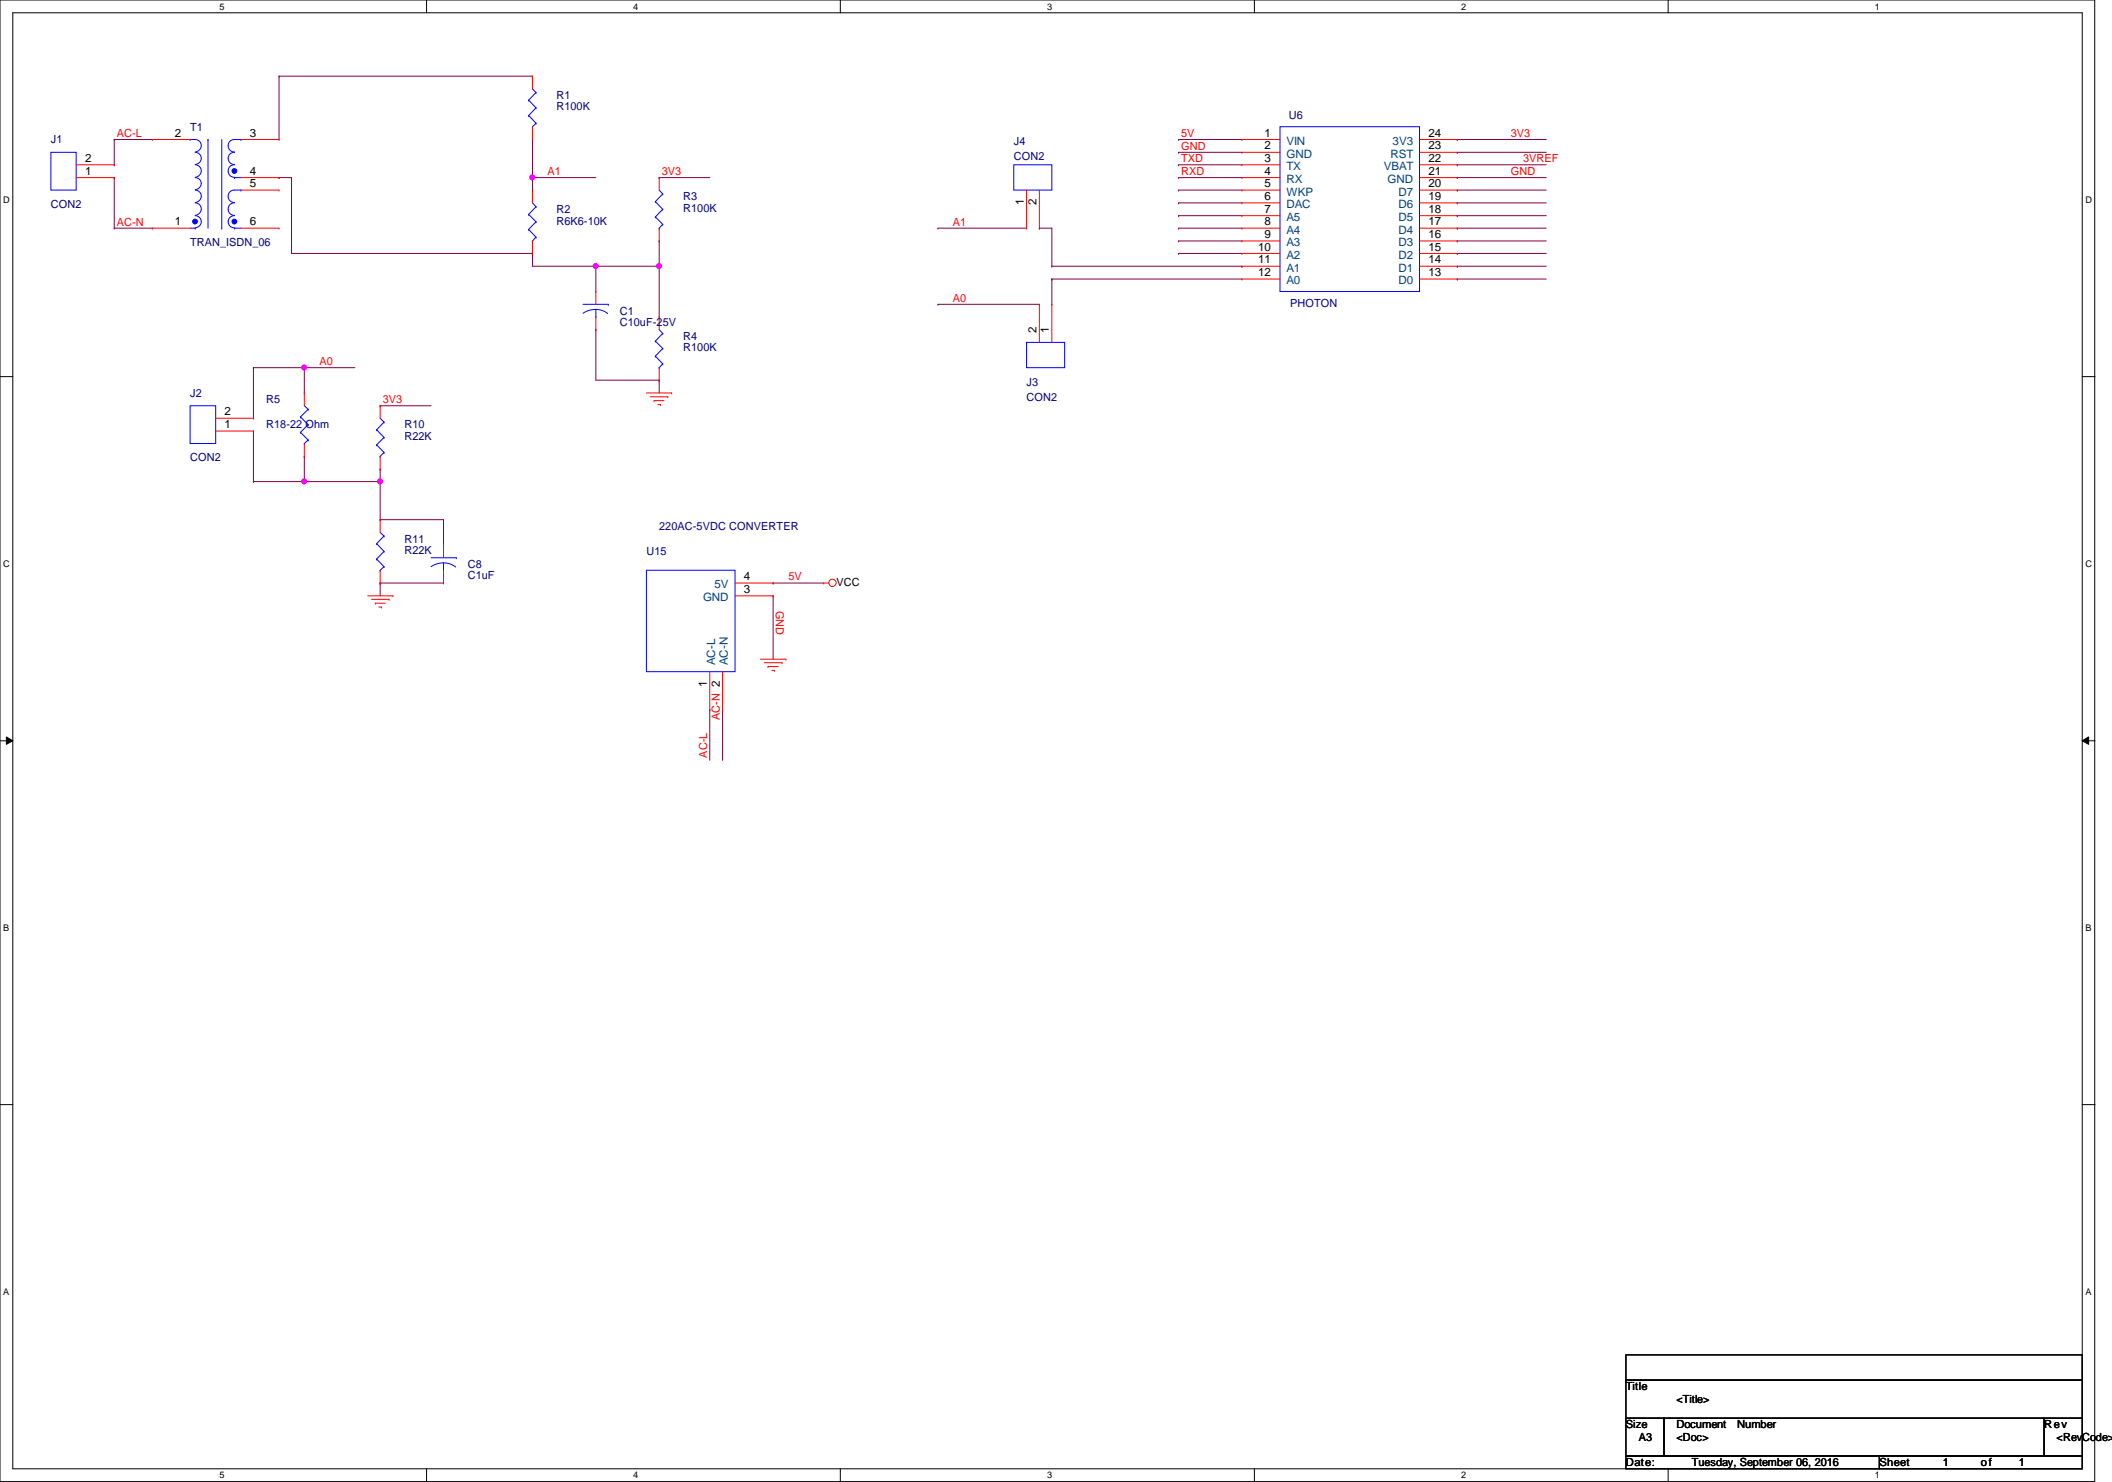 5 4 3 2 1
D
C
B
A
D
C
B
A
J1
2
1
CON2
AC-L
AC-N
T1
2
1
3
4
5
6
TRAN_ISDN_06
R1
R100K
A1
R2
R6K6-10K
3V3
R3
R100K
C1
C10uF-25V
R4
R100K
A0
J2
2
1
CON2
R5
R18-22 Ohm
3V3
R10
R22K
R11
R22K
C8
C1uF
220AC-5VDC CONVERTER
U15
5V
GND
AC-L
AC-N
4
3
1
2
5V
VCC
GND
AC-N
AC-L
J4
CON2
1
2
A1
A0
2
1
J3
CON2
U6
5V 1 VIN
GND 2 GND
TXD 3 TX
RXD 4 RX
5 WKP
6 DAC
7 A5
8 A4
9 A3
10 A2
11 A1
12 A0
3V3 24 3V3
RST 23
VBAT 22 3VREF
GND 21 GND
D7 20
D6 19
D5 18
D4 17
D3 16
D2 15
D1 14
D0 13
PHOTON
Title
<Title>
Size Document Number Rev
A3 <Doc> <RevCode>
Date: Tuesday, September 06, 2016 Sheet 1 of 1
5 4 3 2 1